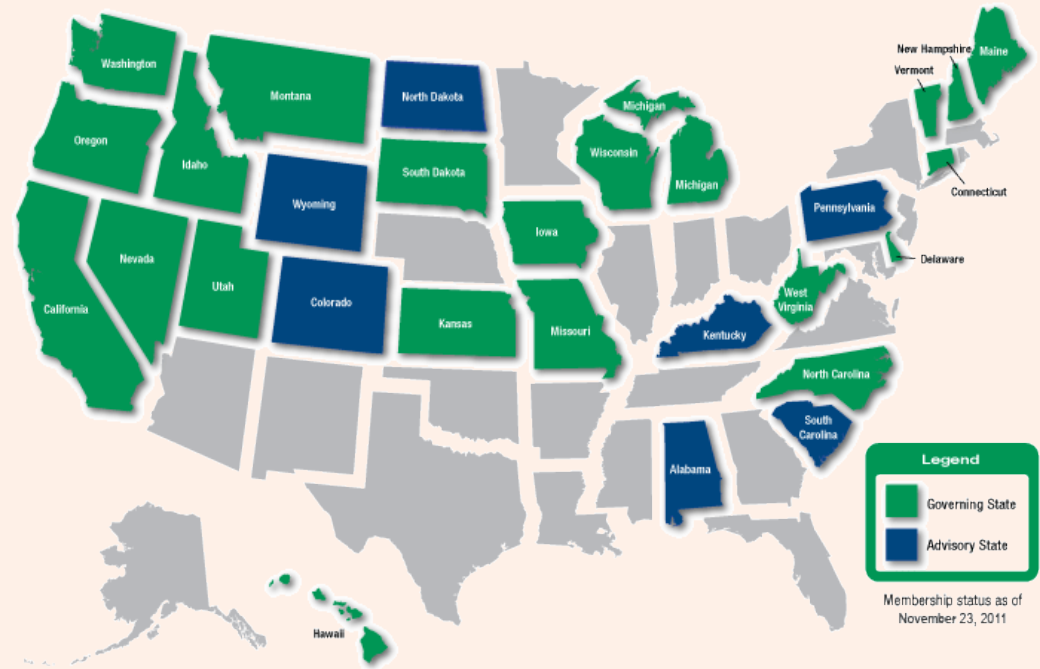 New Hampshire
Maine
Vermont
Washington
Montana
North Dakota
Michigan
Oregon
Idaho
South Dakota
Wisconsin
Michigan
Connecticut
Wyoming
Pennsylvania
Iowa
Nevada
Delaware
Utah
Colorado
West
Virginia
California
Kansas
Missouri
Kentucky
North Carolina
South
Carolina
Alabama
Legend
Governing State
Advisory State
Membership status as of
November 23, 2011
Hawaii